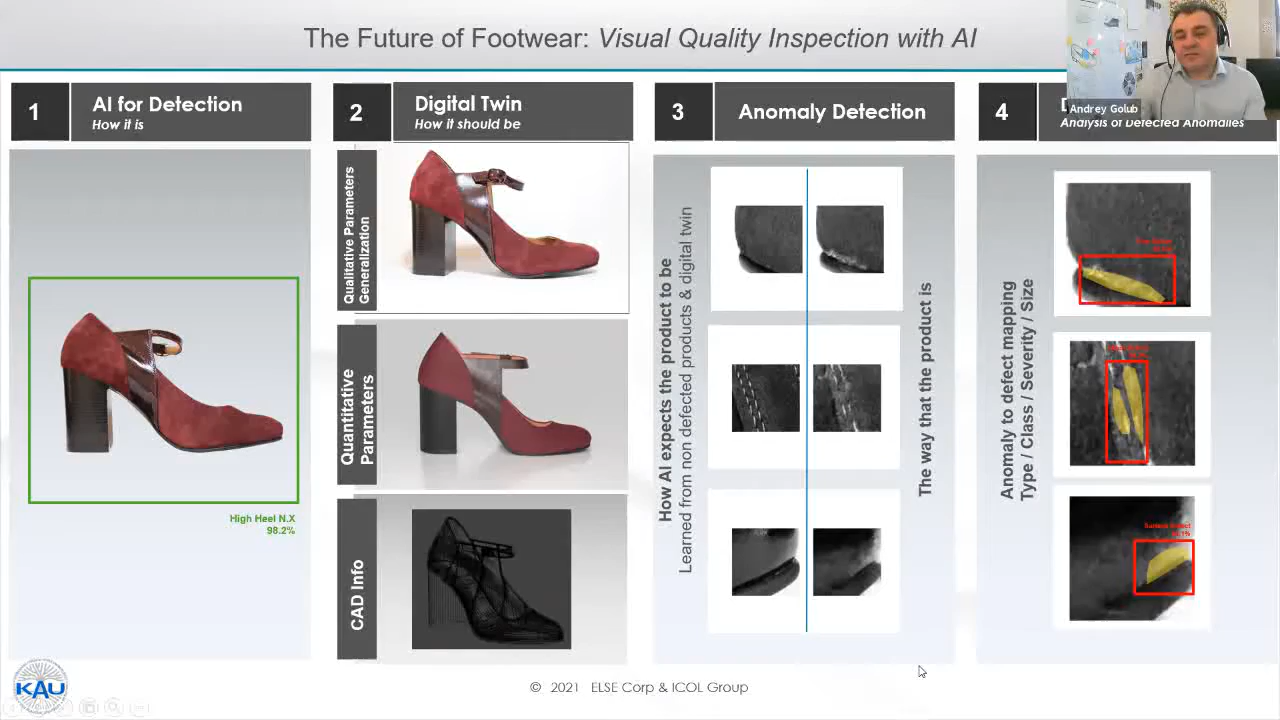 The Future of Footwear: Visual Quality Inspection with AI
Andrey Golub
1
AI for Detection
How it is
2
Digital Twin
How it should be
3
Anomaly Detection
4
Analysis of Detected Anomalies
High Heel N.X
98.2%
Qualitative Parameters
Generalization
Quantitative
Parameters
CAD Info
How AI expects the product to be
Learned from non defected products & digital twin
The way that the product is
Anomaly to defect mapping
Type / Class / Severity / Size
KAU
© 2021 ELSE Corp & ICOL Group